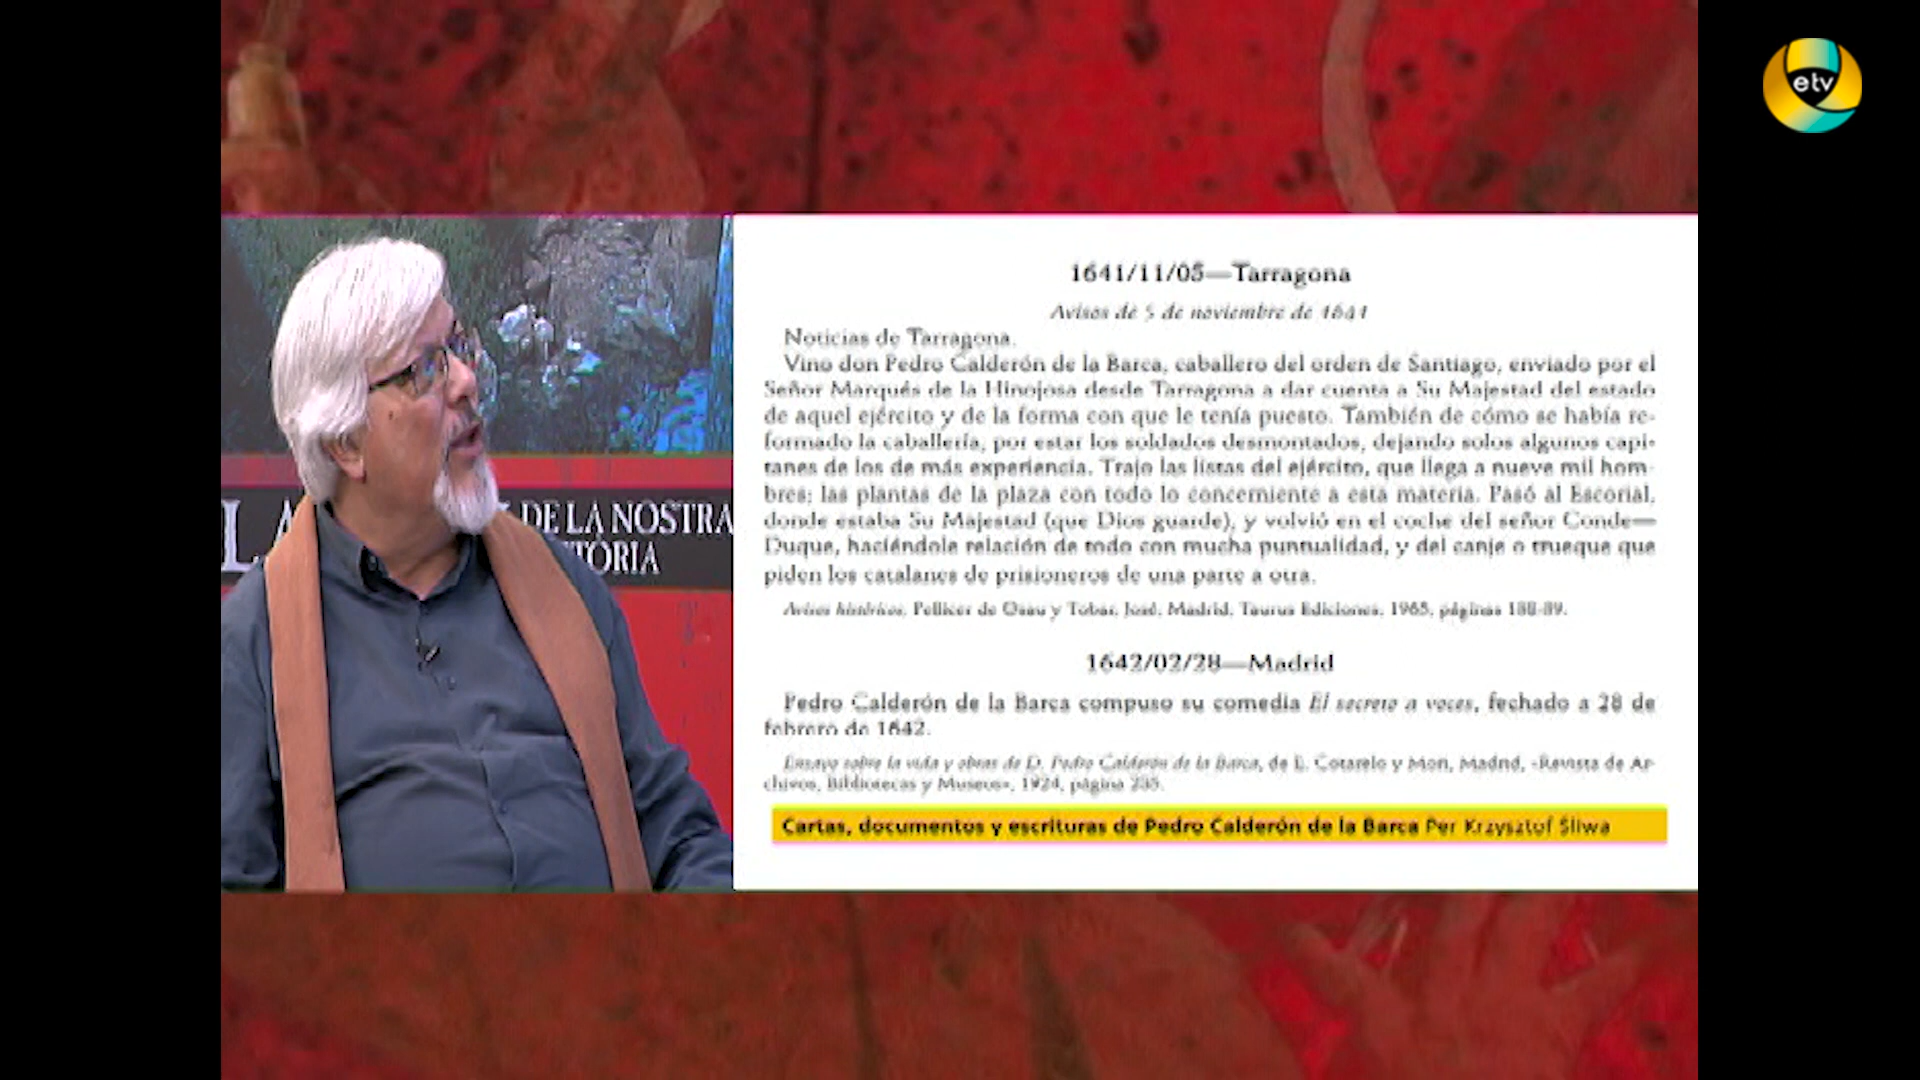 etv
DE LA NOSTRA
1641/11/05—Tarragona
Avisos de 5 de noviembre de 1641
Noticias de Tarragona.
Vino don Pedro Calderón de la Barca, caballero del orden de Santiago, enviado por el
Señor Marqués de la Hinojosa desde Tarragona a dar cuenta a Su Majestad del estado
de aquel ejército y de la forma con que le tenía puesto. También de cómo se había re-
formado la caballería, por estar los soldados desmontados, dejando solos algunos capi-
tanes de los de más experiencia. Trajo las listas del ejército, que llega a nueve mil hom-
bres; las plantas de la plaza con todo lo concerniente a esta materia. Pasó al Escorial,
donde estaba Su Majestad (que Dios guarde), y volvió en el coche del señor Conde—
Duque, haciéndole relación de todo con mucha puntualidad, y del canje o trueque que
piden los catalanes de prisioneros de una parte a otra.
Avisos históricos, Pellicer de Ossau y Tobar, José, Madrid, Taurus Ediciones, 1965, páginas 188-89.
1642/02/28—Madrid
Pedro Calderón de la Barca compuso su comedia El secreto a voces, fechado a 28 de
febrero de 1642.
Ensayo sobre la vida y obras de D. Pedro Calderón de la Barca, de E. Cotarelo y Mori, Madrid, «Revista de Ar-
chivos, Bibliotecas y Museos», 1924, página 235.
Cartas, documentos y escrituras de Pedro Calderón de la Barca Per Krzysztof Sliwa